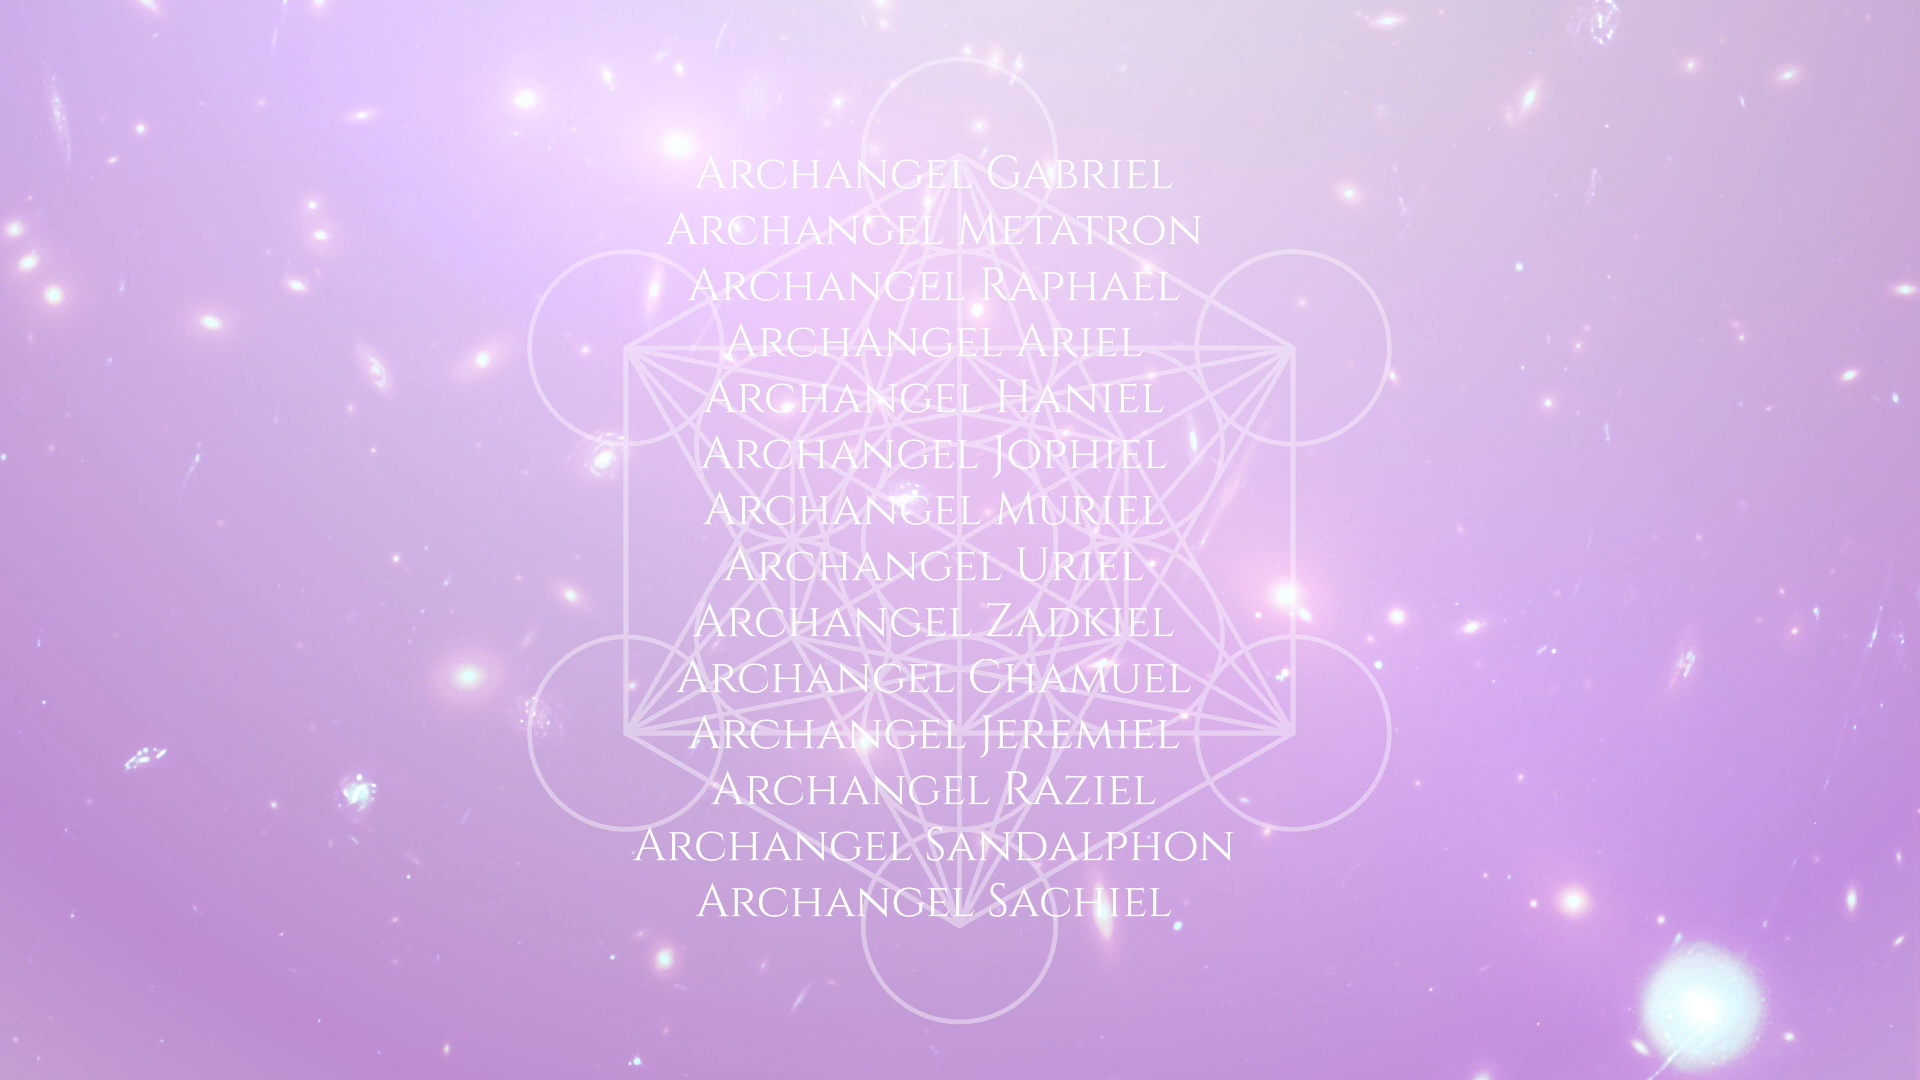 Archangel Gabriel
Archangel Metatron
Archangel Raphael
Archangel Ariel
Archangel Haniel
Archangel Jophiel
Archangel Muriel
Archangel Uriel
Archangel Zadkiel
Archangel Chamuel
Archangel Jeremiel
Archangel Raziel
Archangel Sandalphon
Archangel Sachiel